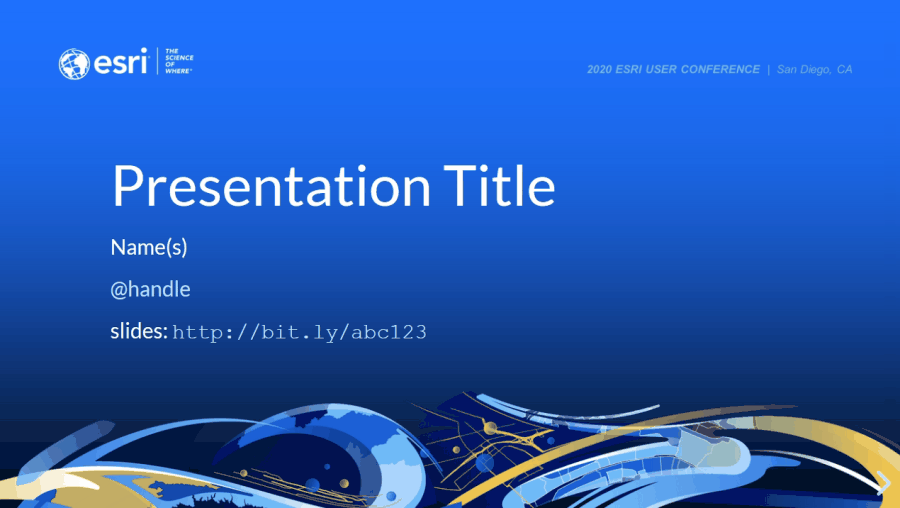 esri
THE
SCIENCE
OF
WHERE®
2020 ESRI USER CONFERENCE | San Diego, CA
Presentation Title
Name(s)
@handle
slides: http://bit.ly/abc123